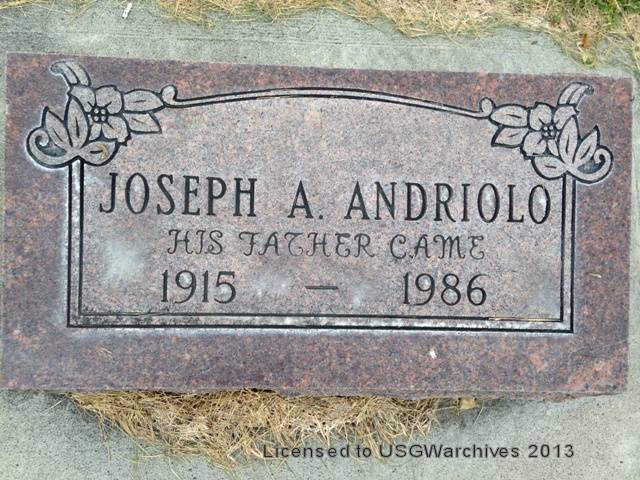 JOSEPH A. ANDRIOLO
HIS FATHER CAME
1915 — 1986
Licensed to USGWarchives 2013